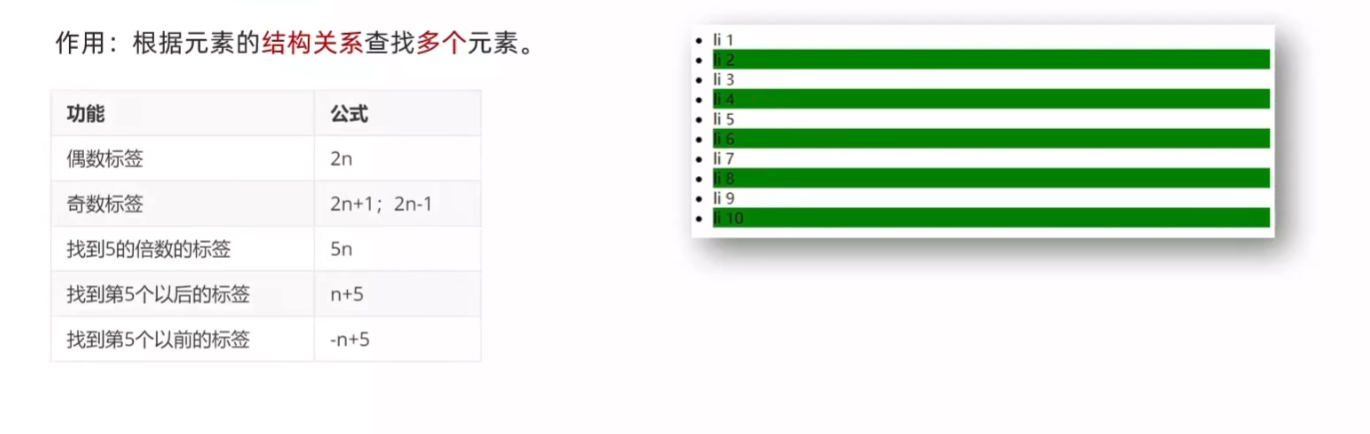 作用：根据元素的结构关系查找多个元素。
功能 公式
偶数标签 2n
奇数标签 2n+1；2n-1
找到5的倍数的标签 5n
找到第5个以后的标签 n+5
找到第5个以前的标签 -n+5
li 1
li 2
li 3
li 4
li 5
li 6
li 7
li 8
li 9
li 10